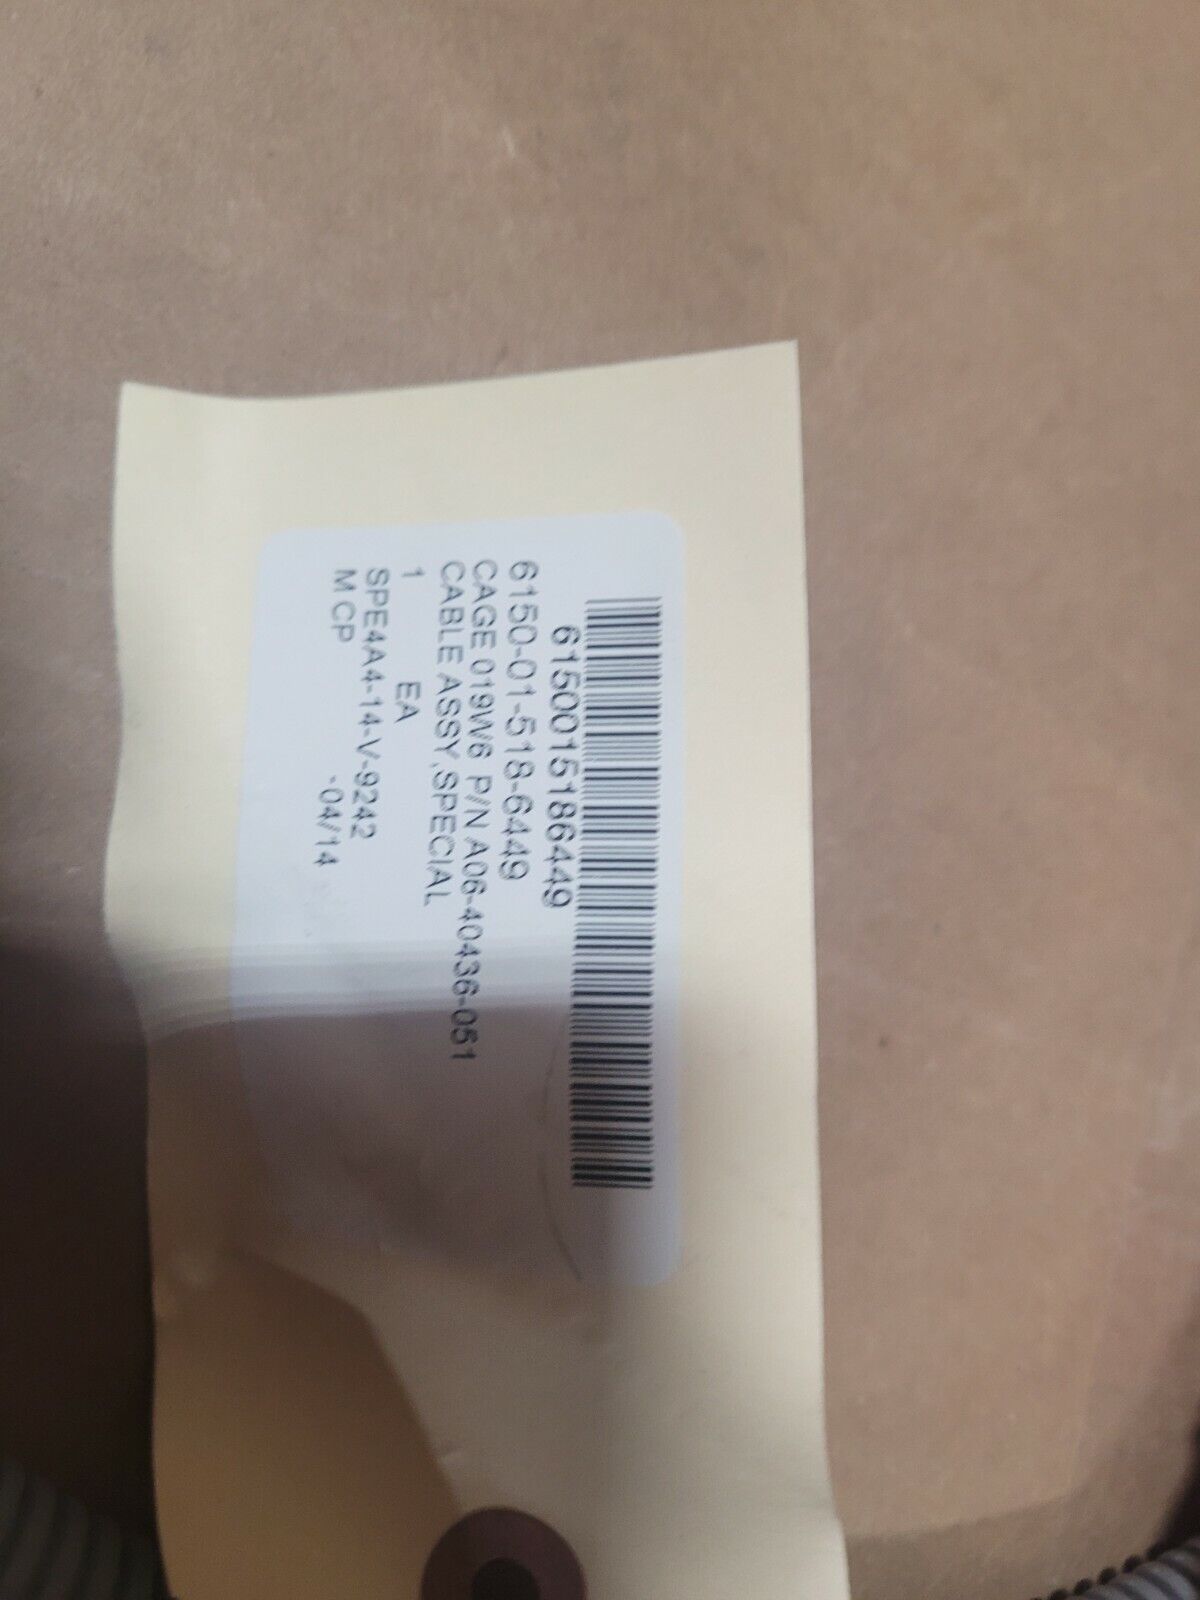 6150015186449
6150-01-518-6449
CAGE 019W6 P/N A06-40436-051
CABLE ASSY,SPECIAL
1 EA
SPE4A4-14-V-9242
M CP -04/14